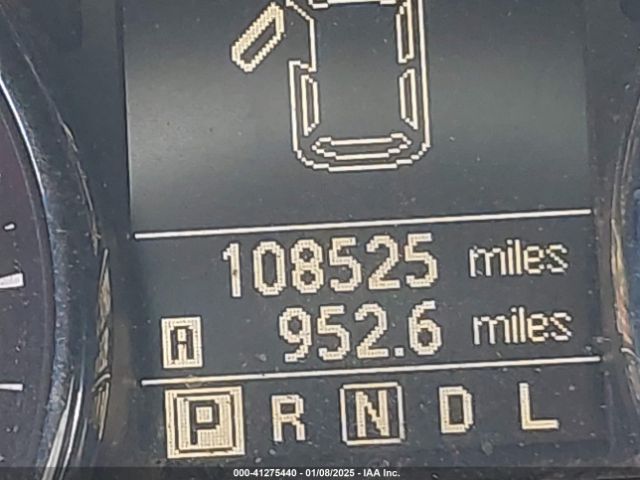 108525 miles
A 952.6 miles
P R N D L
000-41275440 - 01/08/2025 - IAA Inc.